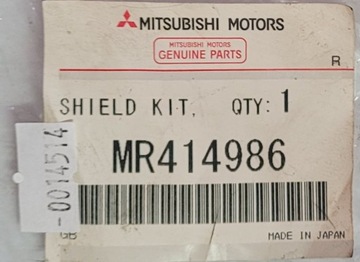 MITSUBISHI MOTORS
MITSUBISHI MOTORS
GENUINE PARTS
R
SHIELD KIT, QTY: 1
MR414986
-0014514
GB MADE IN JAPAN